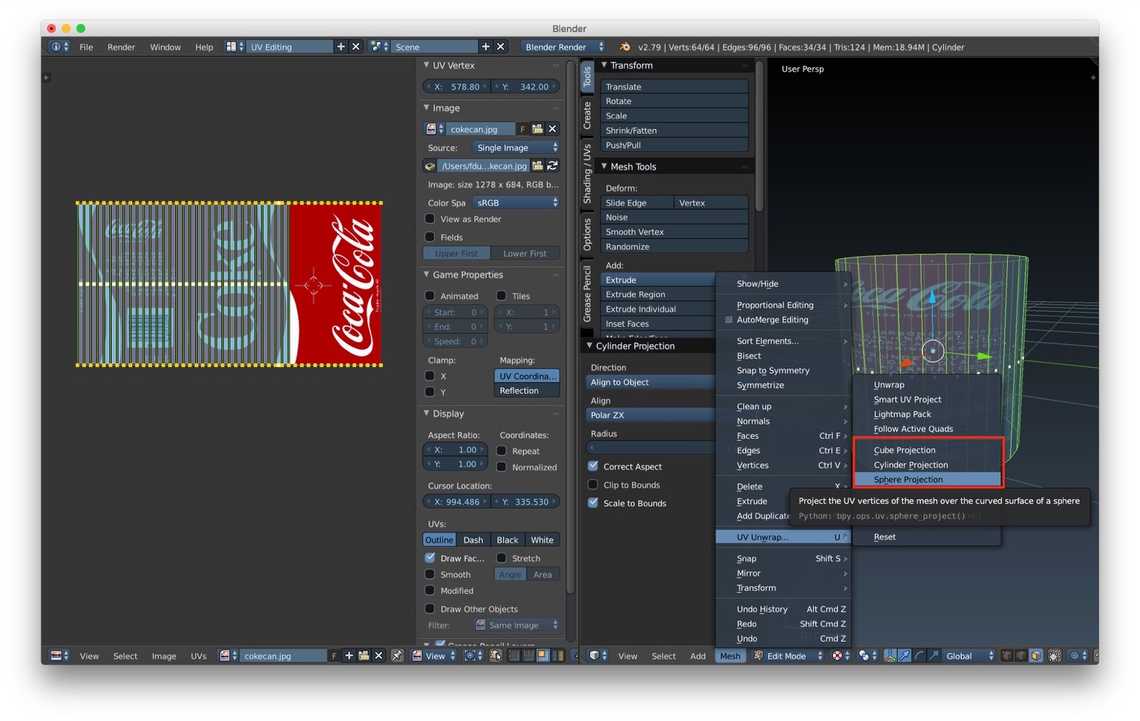 Blender
File Render Window Help UV Editing Scene Blender Render v2.79 | Verts:64/64 | Edges:96/96 | Faces:34/34 | Tris:124 | Mem:18.94M | Cylinder
UV Vertex
X: 578.80 Y: 342.00
Image
cokecan.jpg F
Source: Single Image
/Users/fdu...kecan.jpg
Image: size 1278 x 684, RGB b...
Color Spa sRGB
View as Render
Fields
Upper First Lower First
Game Properties
Animated Tiles
Start: 0 X: 1
End: 0 Y: 1
Speed: 0
Clamp: Mapping:
X UV Coordina...
Y Reflection
Display
Aspect Ratio: Coordinates:
X: 1.00 Repeat
Y: 1.00 Normalized
Cursor Location:
X: 994.486 Y: 335.530
UVs:
Outline Dash Black White
Draw Fac... Stretch
Smooth Angle Area
Modified
Draw Other Objects
Filter: Same Image
Grease Pencil Layers
Coca-Cola
Coke
Coca-Cola
View Select Image UVs cokecan.jpg F View
Tools
Create
Shading / UVs
Options
Grease Pencil
Transform
Translate
Rotate
Scale
Shrink/Fatten
Push/Pull
Mesh Tools
Deform:
Slide Edge Vertex
Noise
Smooth Vertex
Randomize
Add:
Extrude
Extrude Region
Extrude Individual
Inset Faces
Make Edge/Face
Cylinder Projection
Direction
Align to Object
Align
Polar ZX
Radius
Correct Aspect
Clip to Bounds
Scale to Bounds
User Persp
Coca-Cola
Show/Hide
Proportional Editing
AutoMerge Editing
Sort Elements...
Bisect
Snap to Symmetry
Symmetrize
Clean up
Normals
Faces Ctrl F
Edges Ctrl E
Vertices Ctrl V
Delete X
Extrude
Add Duplicate
UV Unwrap... U
Snap Shift S
Mirror
Transform
Undo History Alt Cmd Z
Redo Shift Cmd Z
Undo Cmd Z
Unwrap
Smart UV Project
Lightmap Pack
Follow Active Quads
Cube Projection
Cylinder Projection
Sphere Projection
Project the UV vertices of the mesh over the curved surface of a sphere
Python: bpy.ops.uv.sphere_project()
Reset
View Select Add Mesh Edit Mode Global